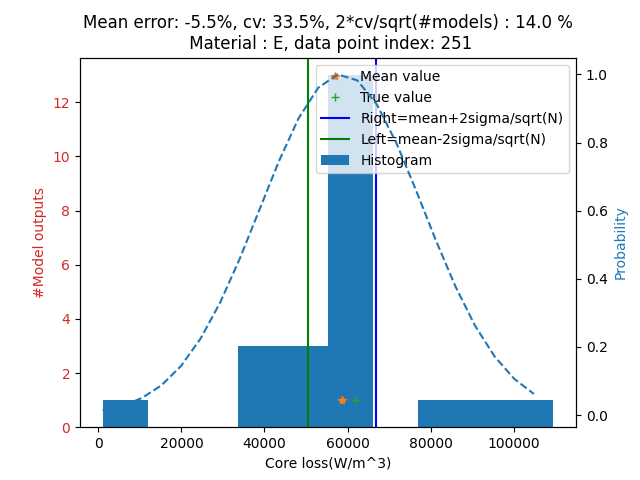 Mean error: -5.5%, cv: 33.5%, 2*cv/sqrt(#models) : 14.0 %
Material : E, data point index: 251
Mean value
True value
Right=mean+2sigma/sqrt(N)
Left=mean-2sigma/sqrt(N)
Histogram
#Model outputs
12
10
8
6
4
2
0
1.0
0.8
0.6
0.4
0.2
0.0
Probability
0
20000
40000
60000
80000
100000
Core loss(W/m^3)